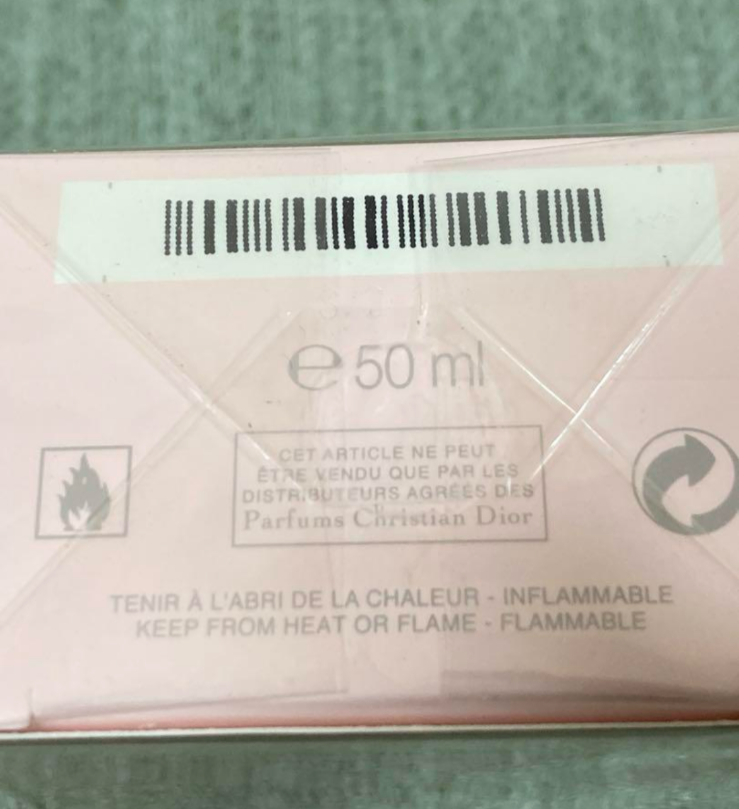 ℮ 50 ml
CET ARTICLE NE PEUT
ÊTRE VENDU QUE PAR LES
DISTRIBUTEURS AGRÉÉS DES
Parfums Christian Dior
TENIR À L'ABRI DE LA CHALEUR - INFLAMMABLE
KEEP FROM HEAT OR FLAME - FLAMMABLE